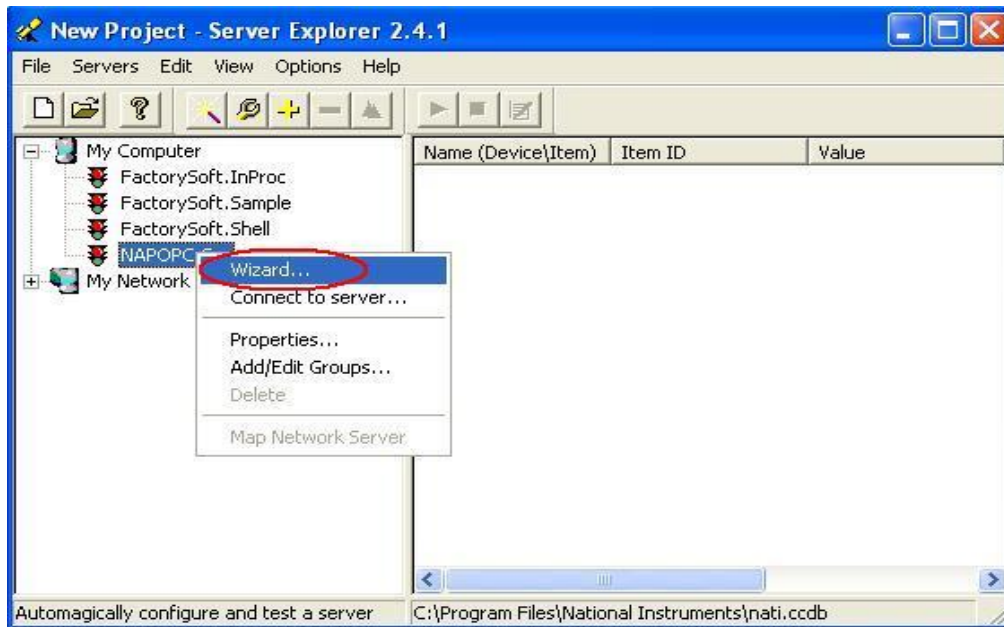 New Project - Server Explorer 2.4.1
File Servers Edit View Options Help
Name (Device\Item) Item ID Value
My Computer
FactorySoft.InProc
FactorySoft.Sample
FactorySoft.Shell
NAPOPC
My Network
Wizard...
Connect to server...
Properties...
Add/Edit Groups...
Delete
Map Network Server
Automagically configure and test a server C:\Program Files\National Instruments\nati.ccdb